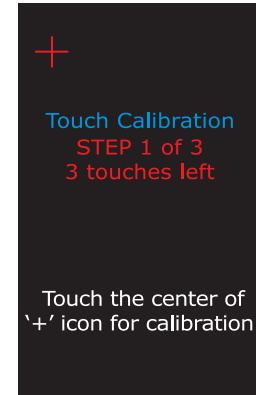 Touch Calibration
STEP 1 of 3
3 touches left
Touch the center of
‘+’ icon for calibration